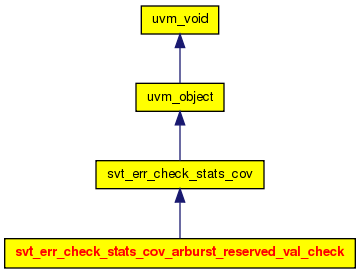 uvm_void
uvm_object
svt_err_check_stats_cov
svt_err_check_stats_cov_arburst_reserved_val_check